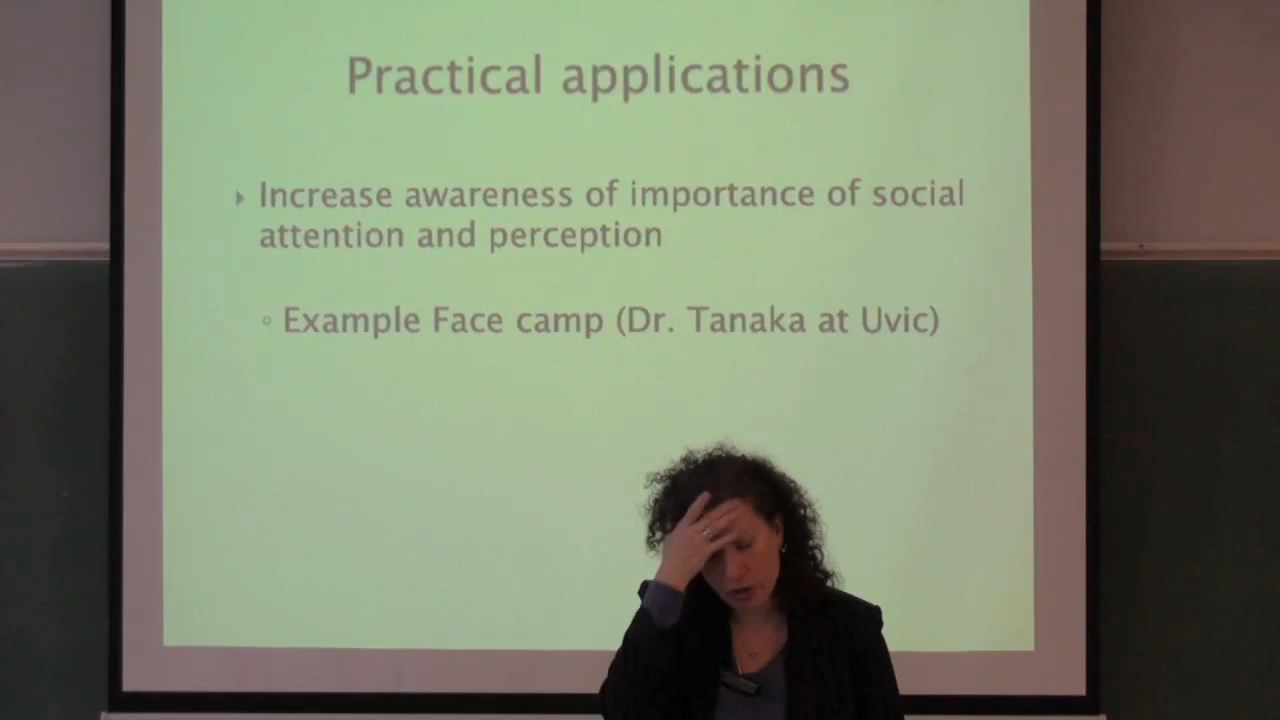 Practical applications
Increase awareness of importance of social
attention and perception
Example Face camp (Dr. Tanaka at Uvic)